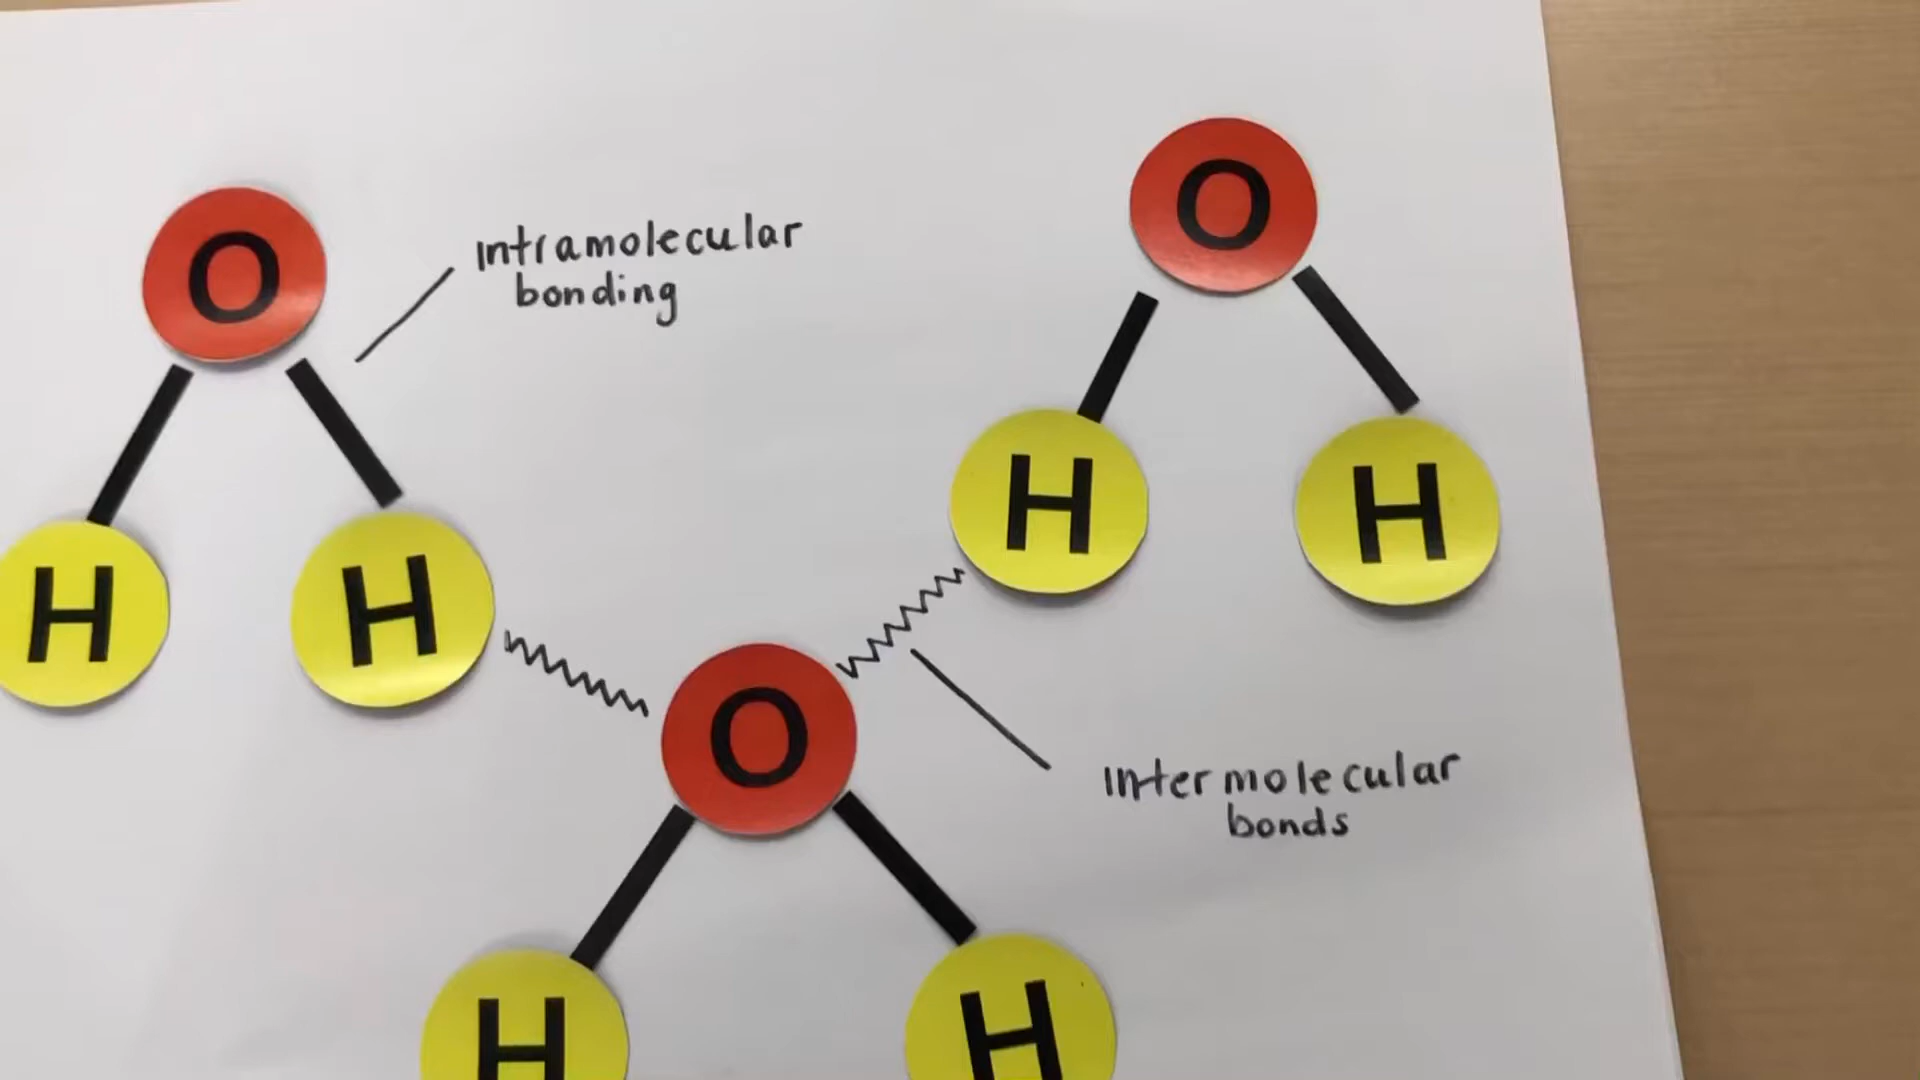 O
Intramolecular
bonding
O
H
H
H
H
O
Intermolecular
bonds
H
H